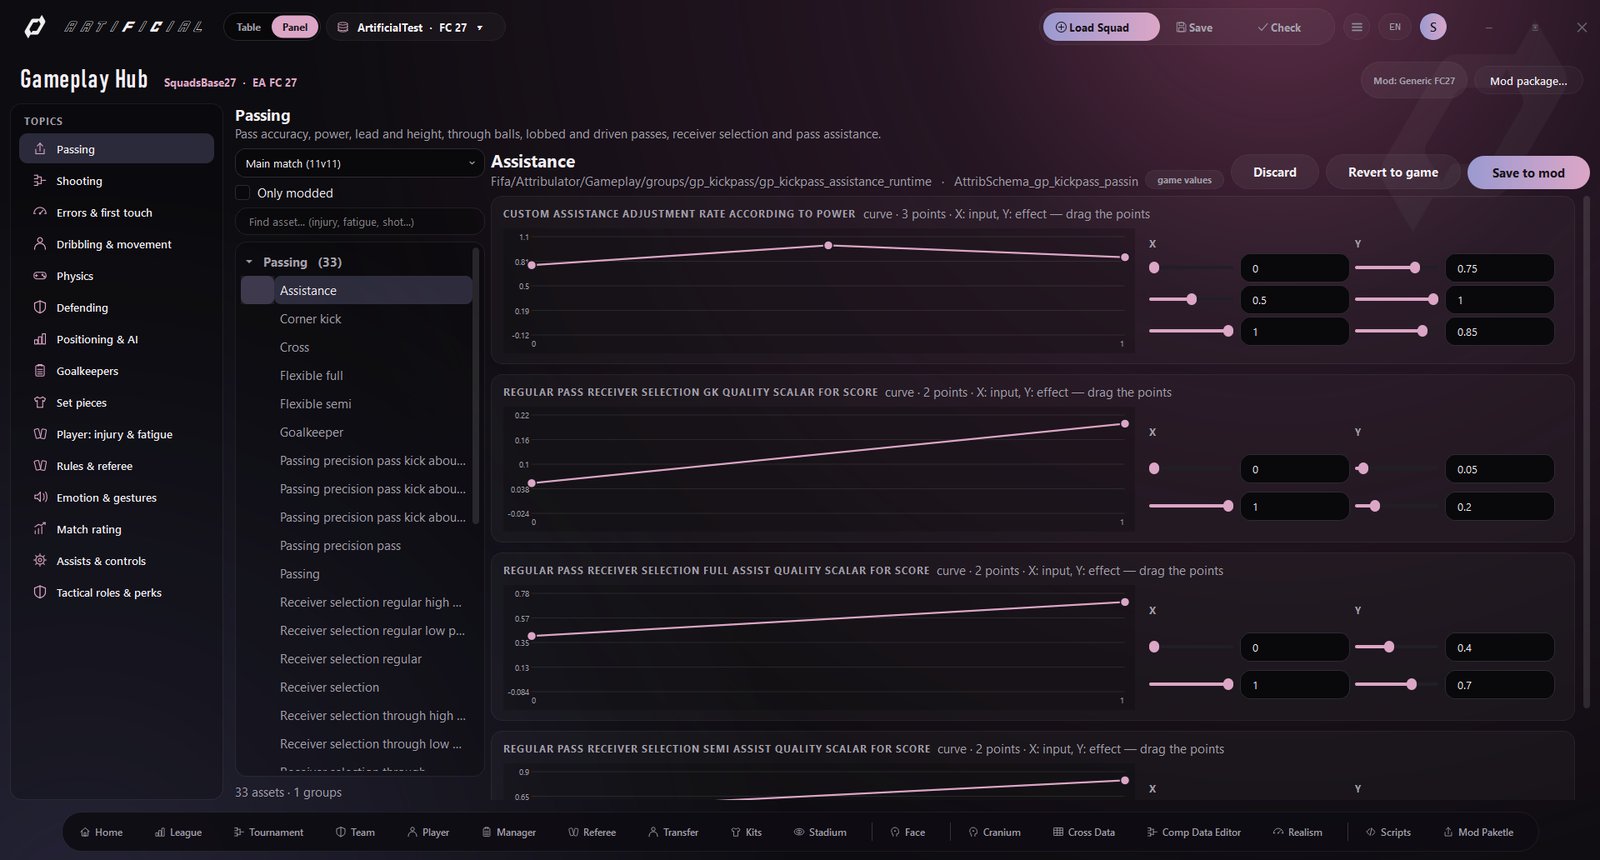 ARTIFICIAL
Table
Panel
ArtificialTest · FC 27
Load Squad
Save
Check
EN
S
Gameplay Hub
SquadsBase27 · EA FC 27
Mod: Generic FC27
Mod package...
TOPICS
Passing
Shooting
Errors & first touch
Dribbling & movement
Physics
Defending
Positioning & AI
Goalkeepers
Set pieces
Player: injury & fatigue
Rules & referee
Emotion & gestures
Match rating
Assists & controls
Tactical roles & perks
Passing
Pass accuracy, power, lead and height, through balls, lobbed and driven passes, receiver selection and pass assistance.
Main match (11v11)
Only modded
Find asset... (injury, fatigue, shot...)
Passing (33)
Assistance
Corner kick
Cross
Flexible full
Flexible semi
Goalkeeper
Passing precision pass kick abou...
Passing precision pass kick abou...
Passing precision pass kick abou...
Passing precision pass
Passing
Receiver selection regular high ...
Receiver selection regular low p...
Receiver selection regular
Receiver selection
Receiver selection through high ...
Receiver selection through low ...
Receiver selection through
33 assets · 1 groups
Assistance
Fifa/Attribulator/Gameplay/groups/gp_kickpass/gp_kickpass_assistance_runtime · AttribSchema_gp_kickpass_passin
game values
Discard
Revert to game
Save to mod
CUSTOM ASSISTANCE ADJUSTMENT RATE ACCORDING TO POWER curve · 3 points · X: input, Y: effect — drag the points
1.1
0.81
0.5
0.19
-0.12
0
1
X
Y
0
0.75
0.5
1
1
0.85
REGULAR PASS RECEIVER SELECTION GK QUALITY SCALAR FOR SCORE curve · 2 points · X: input, Y: effect — drag the points
0.22
0.16
0.1
0.038
-0.024
0
1
X
Y
0
0.05
1
0.2
REGULAR PASS RECEIVER SELECTION FULL ASSIST QUALITY SCALAR FOR SCORE curve · 2 points · X: input, Y: effect — drag the points
0.78
0.57
0.35
0.13
-0.084
0
1
X
Y
0
0.4
1
0.7
REGULAR PASS RECEIVER SELECTION SEMI ASSIST QUALITY SCALAR FOR SCORE curve · 2 points · X: input, Y: effect — drag the points
0.9
0.65
X
Y
Home
League
Tournament
Team
Player
Manager
Referee
Transfer
Kits
Stadium
Face
Cranium
Cross Data
Comp Data Editor
Realism
Scripts
Mod Paketle